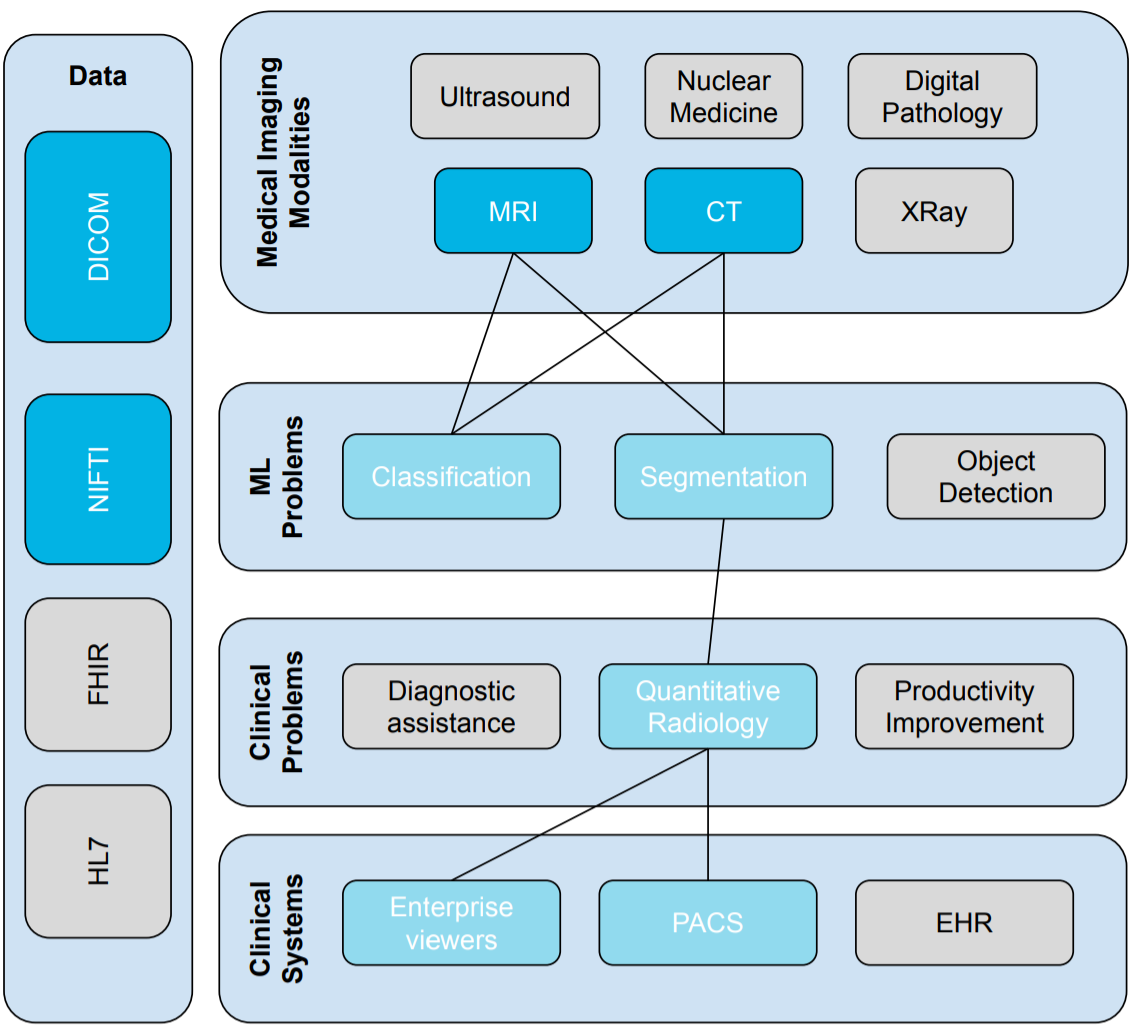 Data
DICOM
NIFTI
FHIR
HL7
Medical Imaging
Modalities
Ultrasound
Nuclear
Medicine
Digital
Pathology
MRI
CT
XRay
ML
Problems
Classification
Segmentation
Object
Detection
Clinical
Problems
Diagnostic
assistance
Quantitative
Radiology
Productivity
Improvement
Clinical
Systems
Enterprise
viewers
PACS
EHR